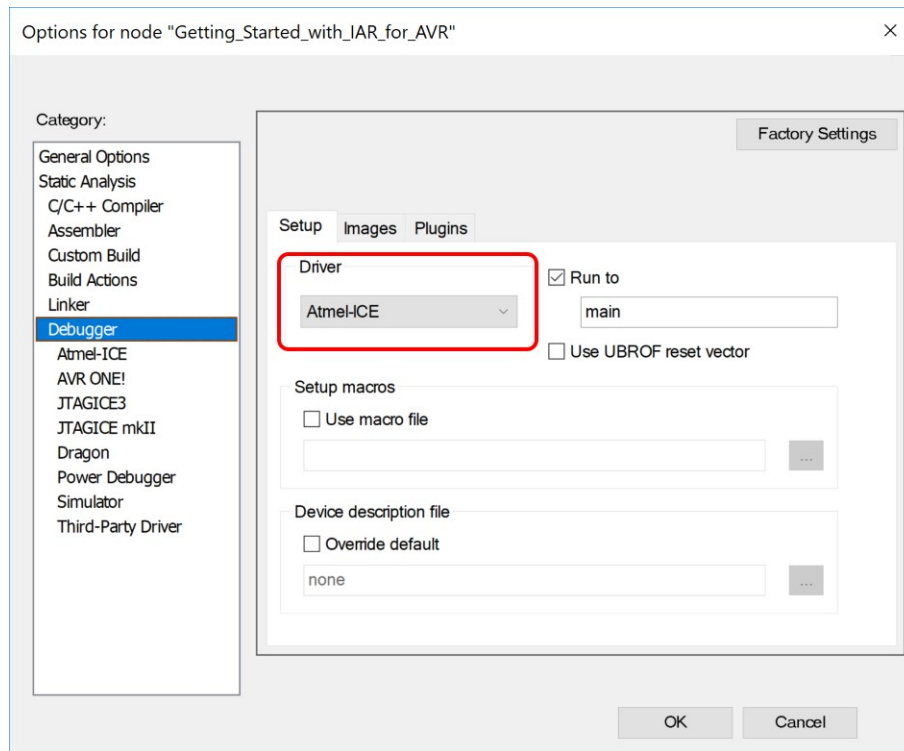 Options for node "Getting_Started_with_IAR_for_AVR"
Category:
General Options
Static Analysis
C/C++ Compiler
Assembler
Custom Build
Build Actions
Linker
Debugger
Atmel-ICE
AVR ONE!
JTAGICE3
JTAGICE mkII
Dragon
Power Debugger
Simulator
Third-Party Driver
Factory Settings
Setup Images Plugins
Driver
Atmel-ICE
Run to
main
Use UBROF reset vector
Setup macros
Use macro file
...
Device description file
Override default
none
...
OK Cancel